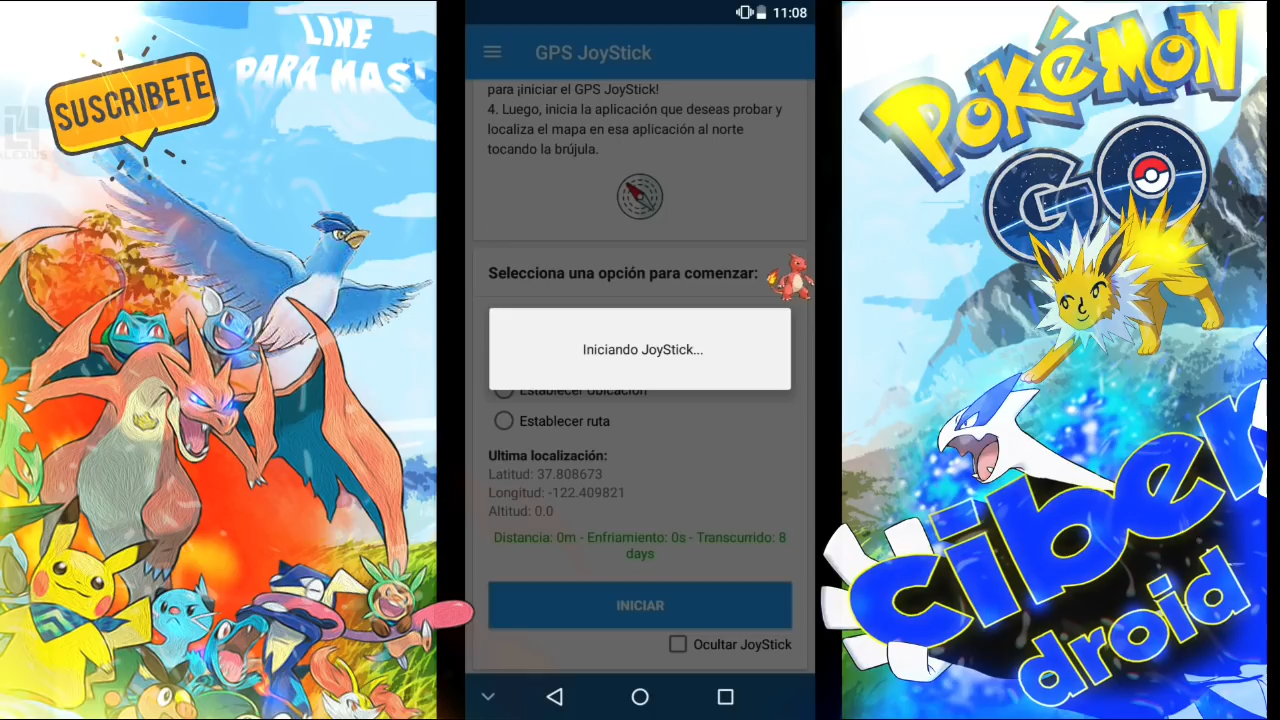 LIKE
PARA MAS
SUSCRIBETE
LEXIUS
11:08
GPS JoyStick
para ¡iniciar el GPS JoyStick!
4. Luego, inicia la aplicación que deseas probar y
localiza el mapa en esa aplicación al norte
tocando la brújula.
Selecciona una opción para comenzar:
Iniciando JoyStick...
Establecer ubicación
Establecer ruta
Ultima localización:
Latitud: 37.808673
Longitud: -122.409821
Altitud: 0.0
Distancia: 0m - Enfriamiento: 0s - Transcurrido: 8
days
INICIAR
Ocultar JoyStick
POKÉMON
GO
ciber
droid